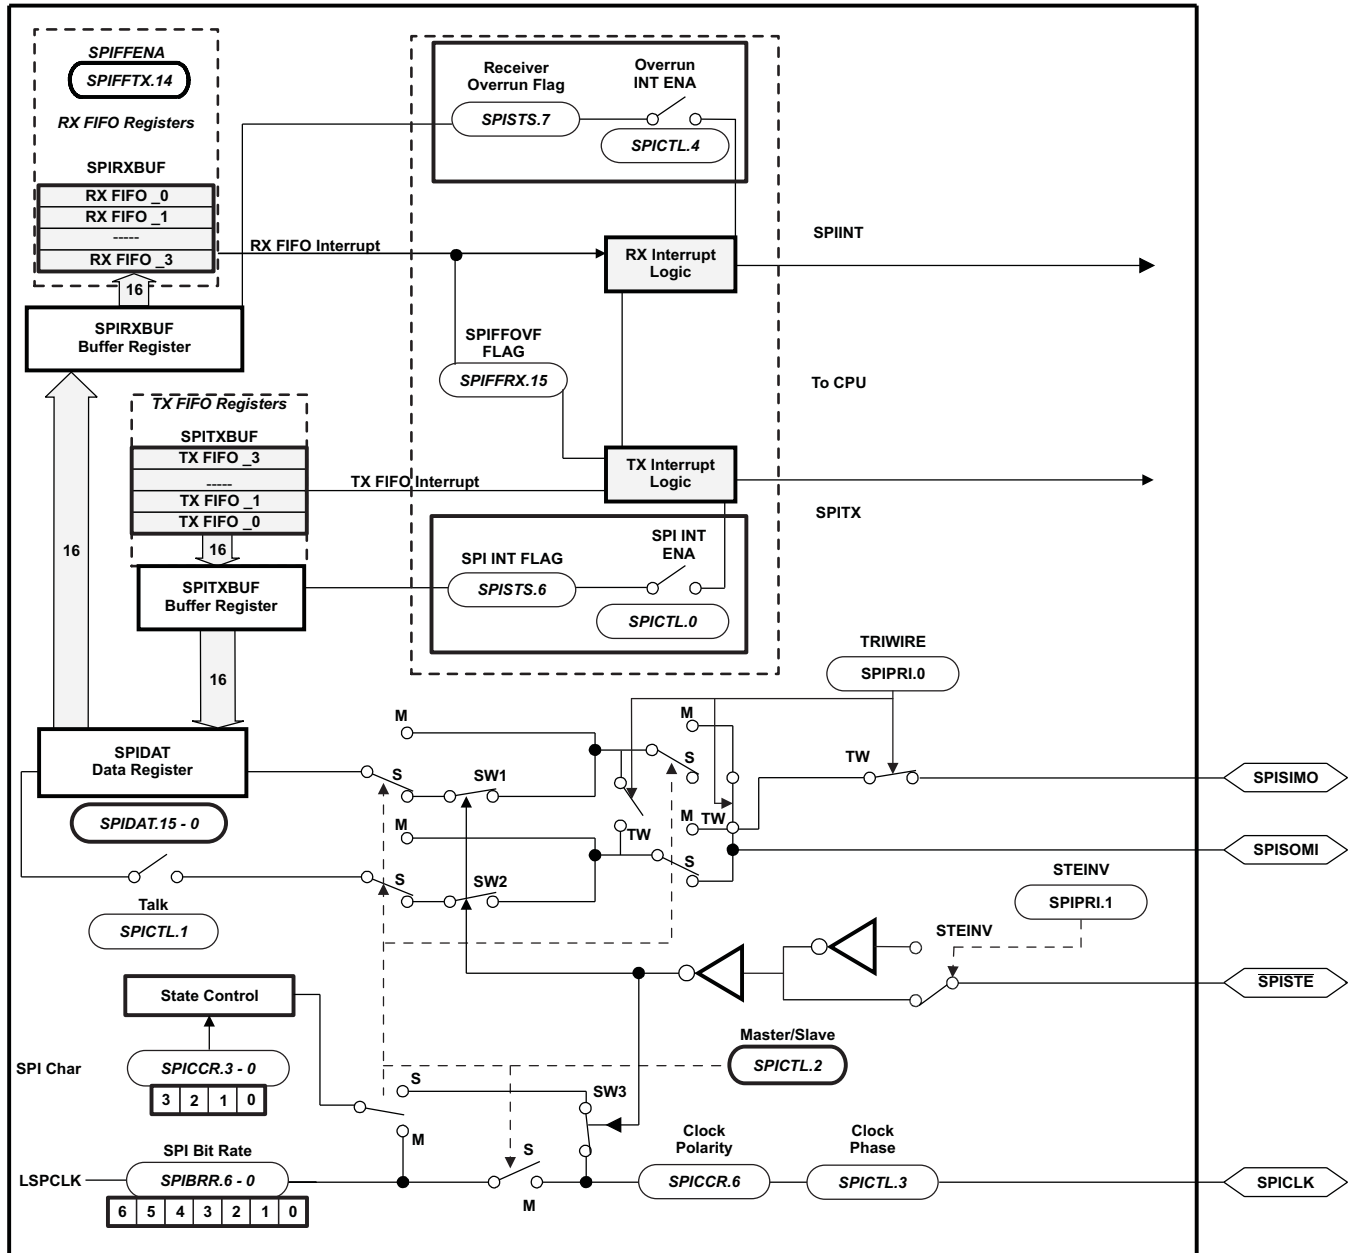 SPIFFENA
SPIFFTX.14
RX FIFO Registers
SPIRXBUF
RX FIFO _0
RX FIFO _1
-----
RX FIFO _3
16
SPIRXBUF
Buffer Register
RX FIFO Interrupt
Receiver
Overrun Flag
SPISTS.7
Overrun
INT ENA
SPICTL.4
RX Interrupt
Logic
SPIINT
SPIFFOVF
FLAG
SPIFFRX.15
To CPU
TX FIFO Registers
SPITXBUF
TX FIFO _3
-----
TX FIFO _1
TX FIFO _0
16
16
TX FIFO Interrupt
TX Interrupt
Logic
SPITX
SPITXBUF
Buffer Register
SPI INT FLAG
SPISTS.6
SPI INT
ENA
SPICTL.0
16
TRIWIRE
SPIPRI.0
SPIDAT
Data Register
SPIDAT.15 - 0
M
S
SW1
M
S
TW
TW
SPISIMO
M
S
SW2
M
TW
S
SPISOMI
Talk
SPICTL.1
STEINV
SPIPRI.1
STEINV
SPISTE
State Control
Master/Slave
SPICTL.2
SPI Char
SPICCR.3 - 0
3 2 1 0
S
M
SW3
SPI Bit Rate
LSPCLK
SPIBRR.6 - 0
6 5 4 3 2 1 0
S
M
Clock
Polarity
SPICCR.6
Clock
Phase
SPICTL.3
SPICLK